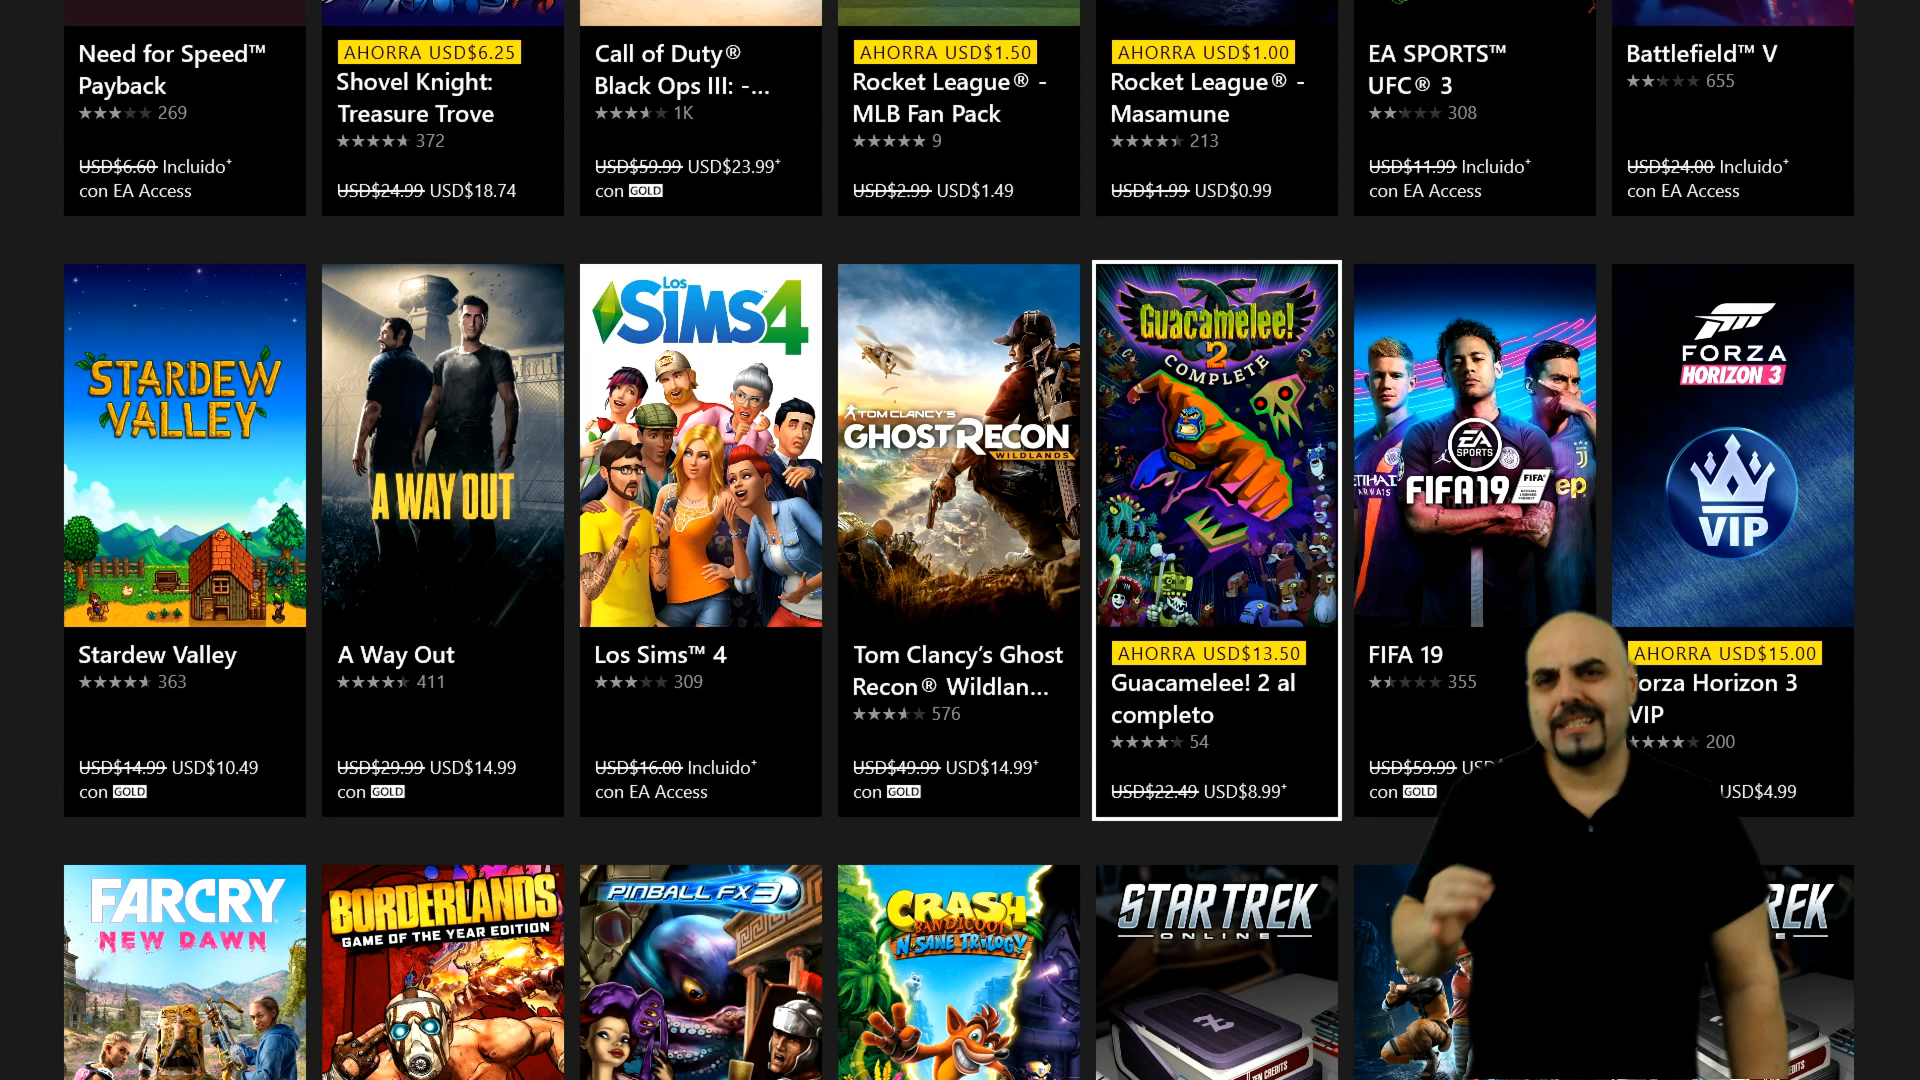 Need for Speed™
Payback
269
USD$6.60 Incluido+
con EA Access
AHORRA USD$6.25
Shovel Knight:
Treasure Trove
372
USD$24.99 USD$18.74
Call of Duty®
Black Ops III: -...
1K
USD$59.99 USD$23.99+
con GOLD
AHORRA USD$1.50
Rocket League® -
MLB Fan Pack
9
USD$2.99 USD$1.49
AHORRA USD$1.00
Rocket League® -
Masamune
213
USD$1.99 USD$0.99
EA SPORTS™
UFC® 3
308
USD$11.99 Incluido+
con EA Access
Battlefield™ V
655
USD$24.00 Incluido+
con EA Access
STARDEW
VALLEY
Stardew Valley
363
USD$14.99 USD$10.49
con GOLD
A WAY OUT
A Way Out
411
USD$29.99 USD$14.99
con GOLD
Los
SIMS 4
Los Sims™ 4
309
USD$16.00 Incluido+
con EA Access
TOM CLANCY'S
GHOST RECON
WILDLANDS
Tom Clancy's Ghost
Recon® Wildlan...
576
USD$49.99 USD$14.99+
con GOLD
Guacamelee!
2
COMPLETE
AHORRA USD$13.50
Guacamelee! 2 al
completo
54
USD$22.49 USD$8.99+
EA
SPORTS
FIFA 19
FIFA 19
355
USD$59.99
con GOLD
FORZA
HORIZON 3
VIP
AHORRA USD$15.00
Forza Horizon 3
VIP
200
USD$4.99
FARCRY
NEW DAWN
BORDERLANDS
GAME OF THE YEAR EDITION
PINBALL FX3
CRASH
BANDICOOT
N. SANE TRILOGY
STAR TREK
ONLINE
ZEN CREDITS